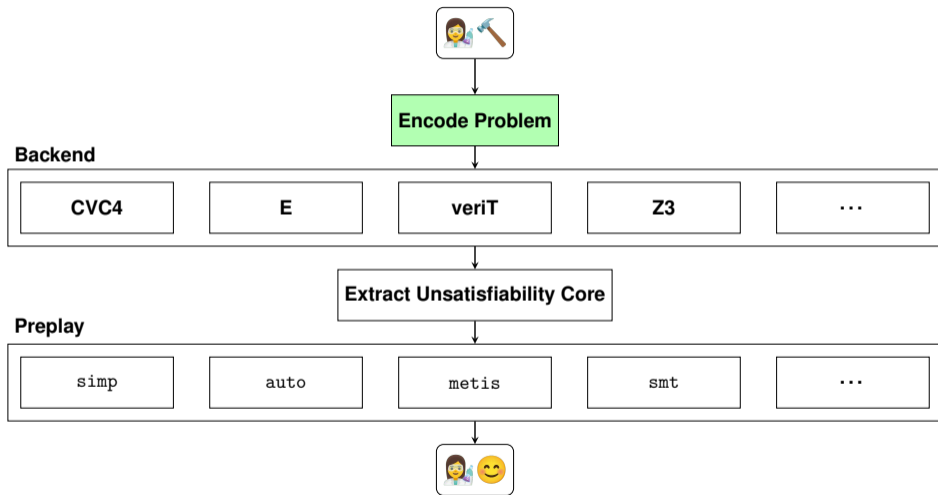 Encode Problem
Backend
CVC4 E veriT Z3 ...
Extract Unsatisfiability Core
Preplay
simp auto metis smt ...